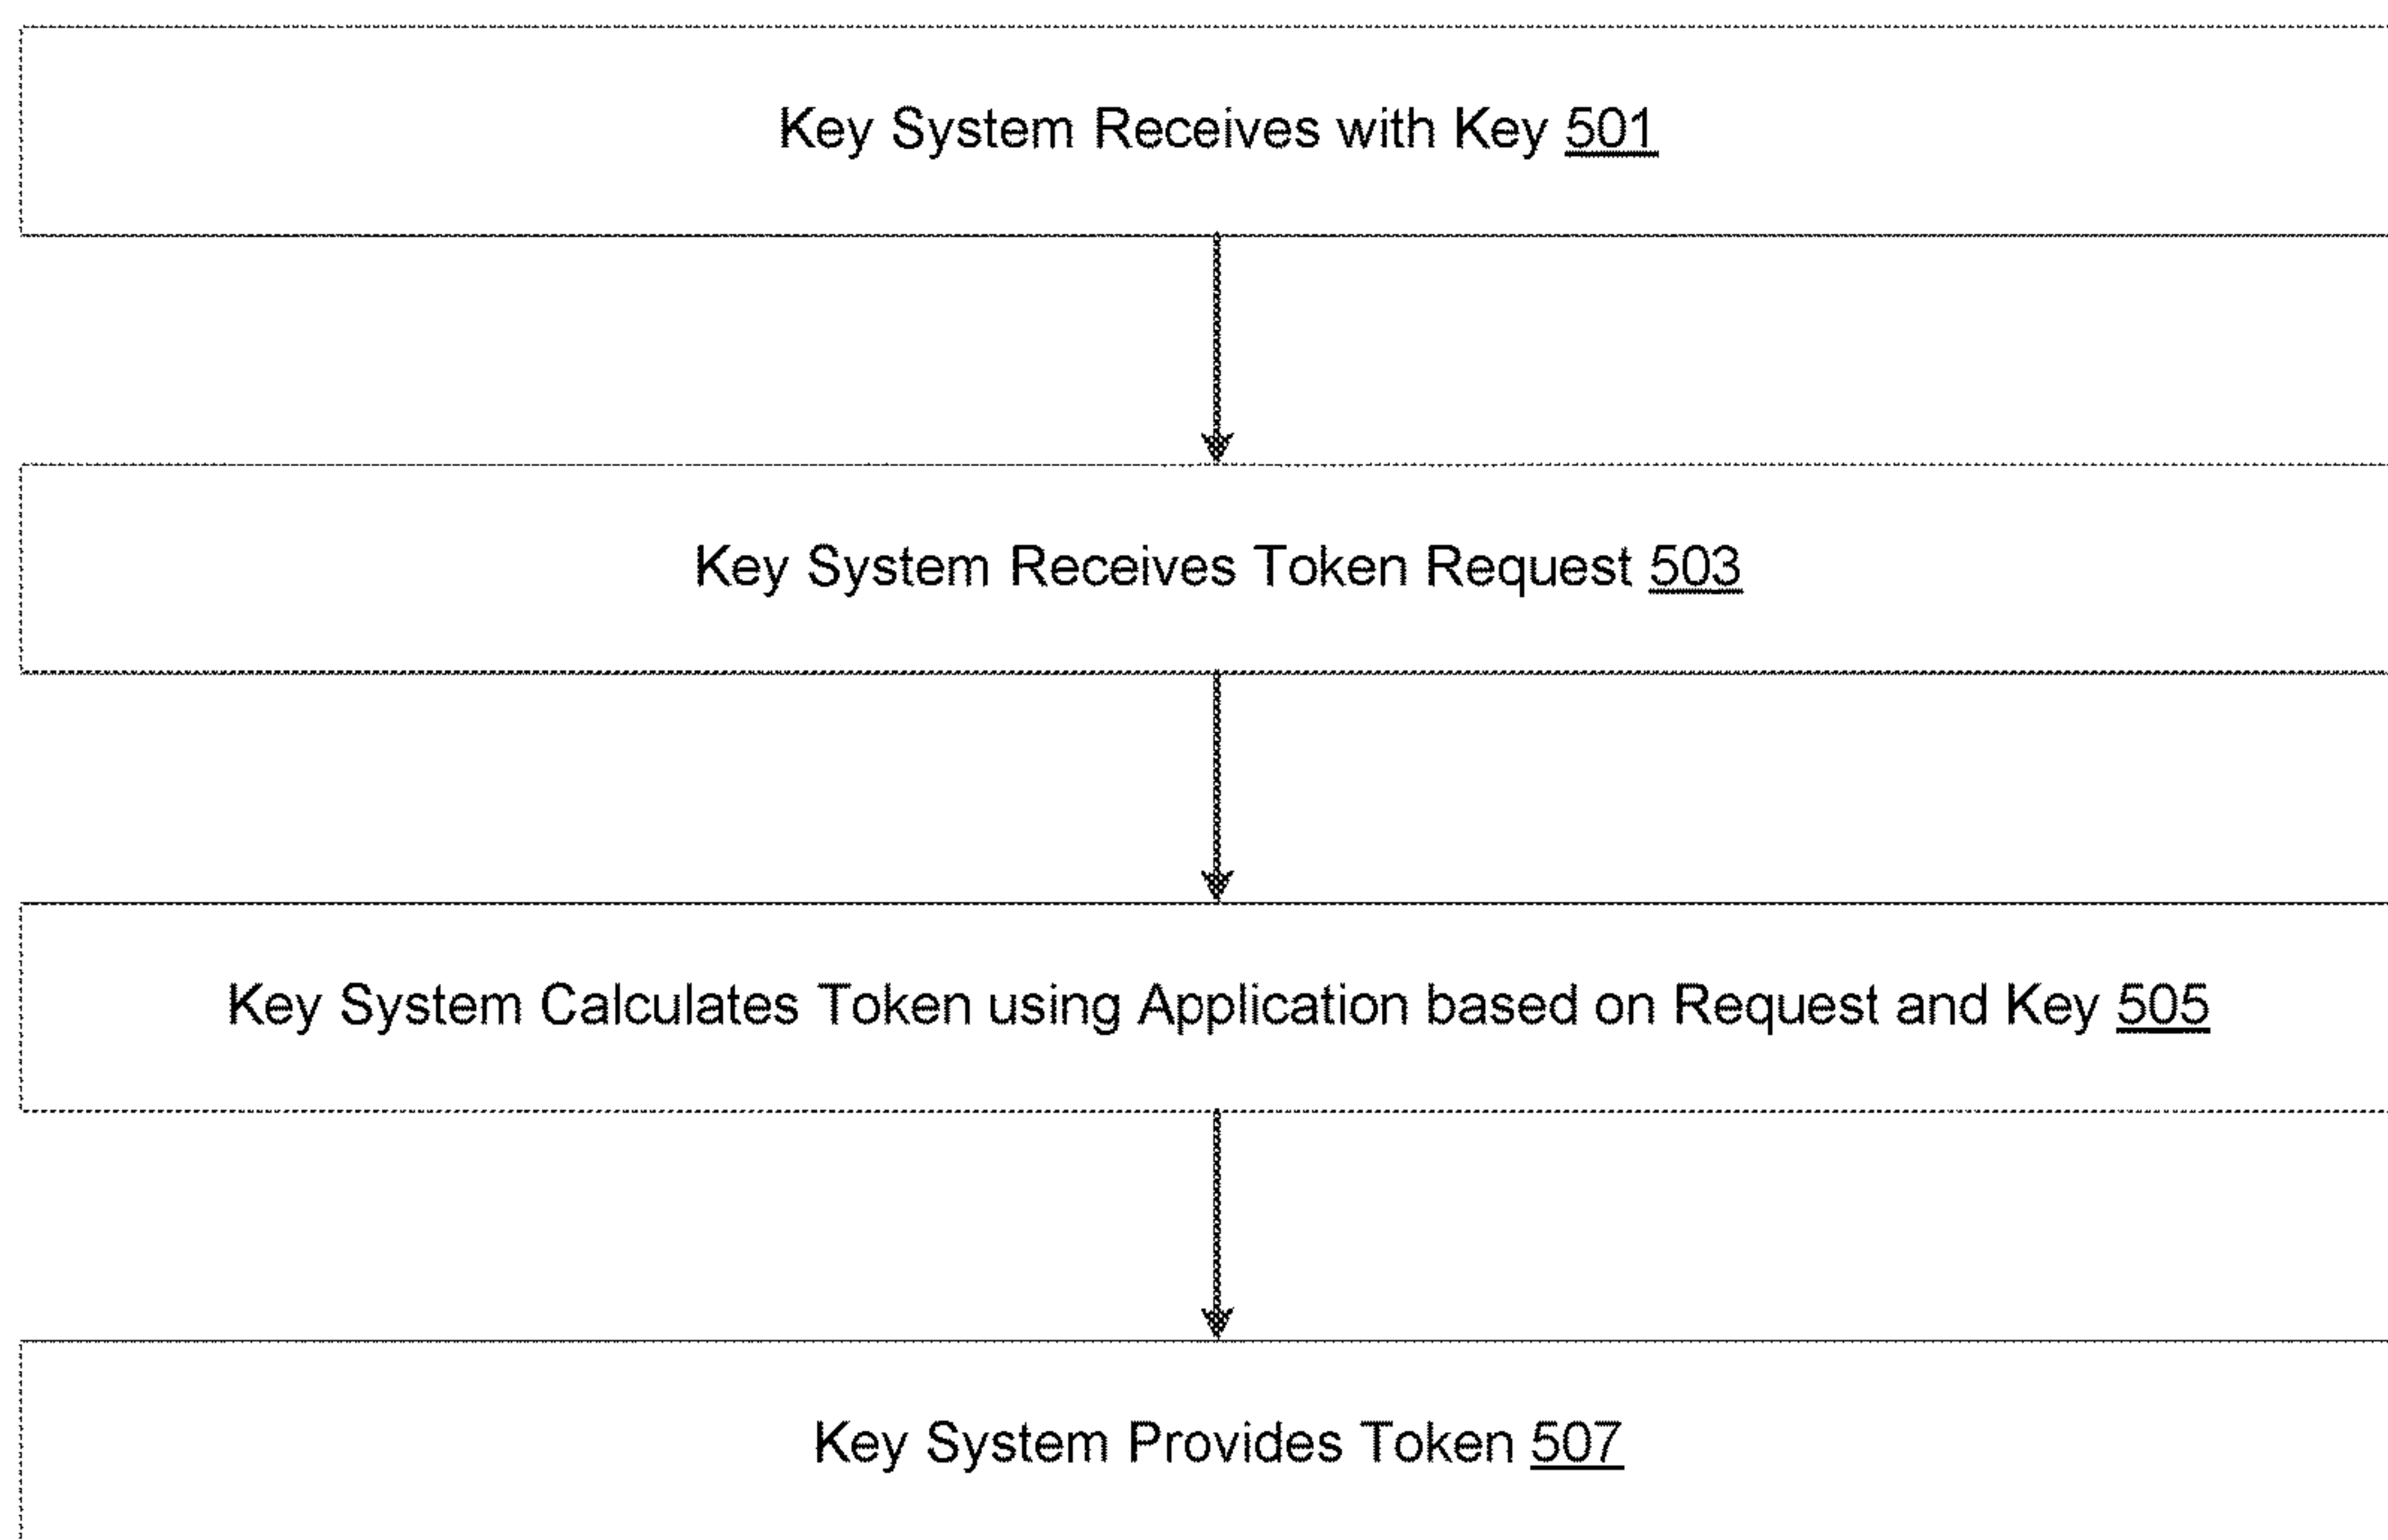 Key System Receives with Key 501
Key System Receives Token Request 503
Key System Calculates Token using Application based on Request and Key 505
Key System Provides Token 507